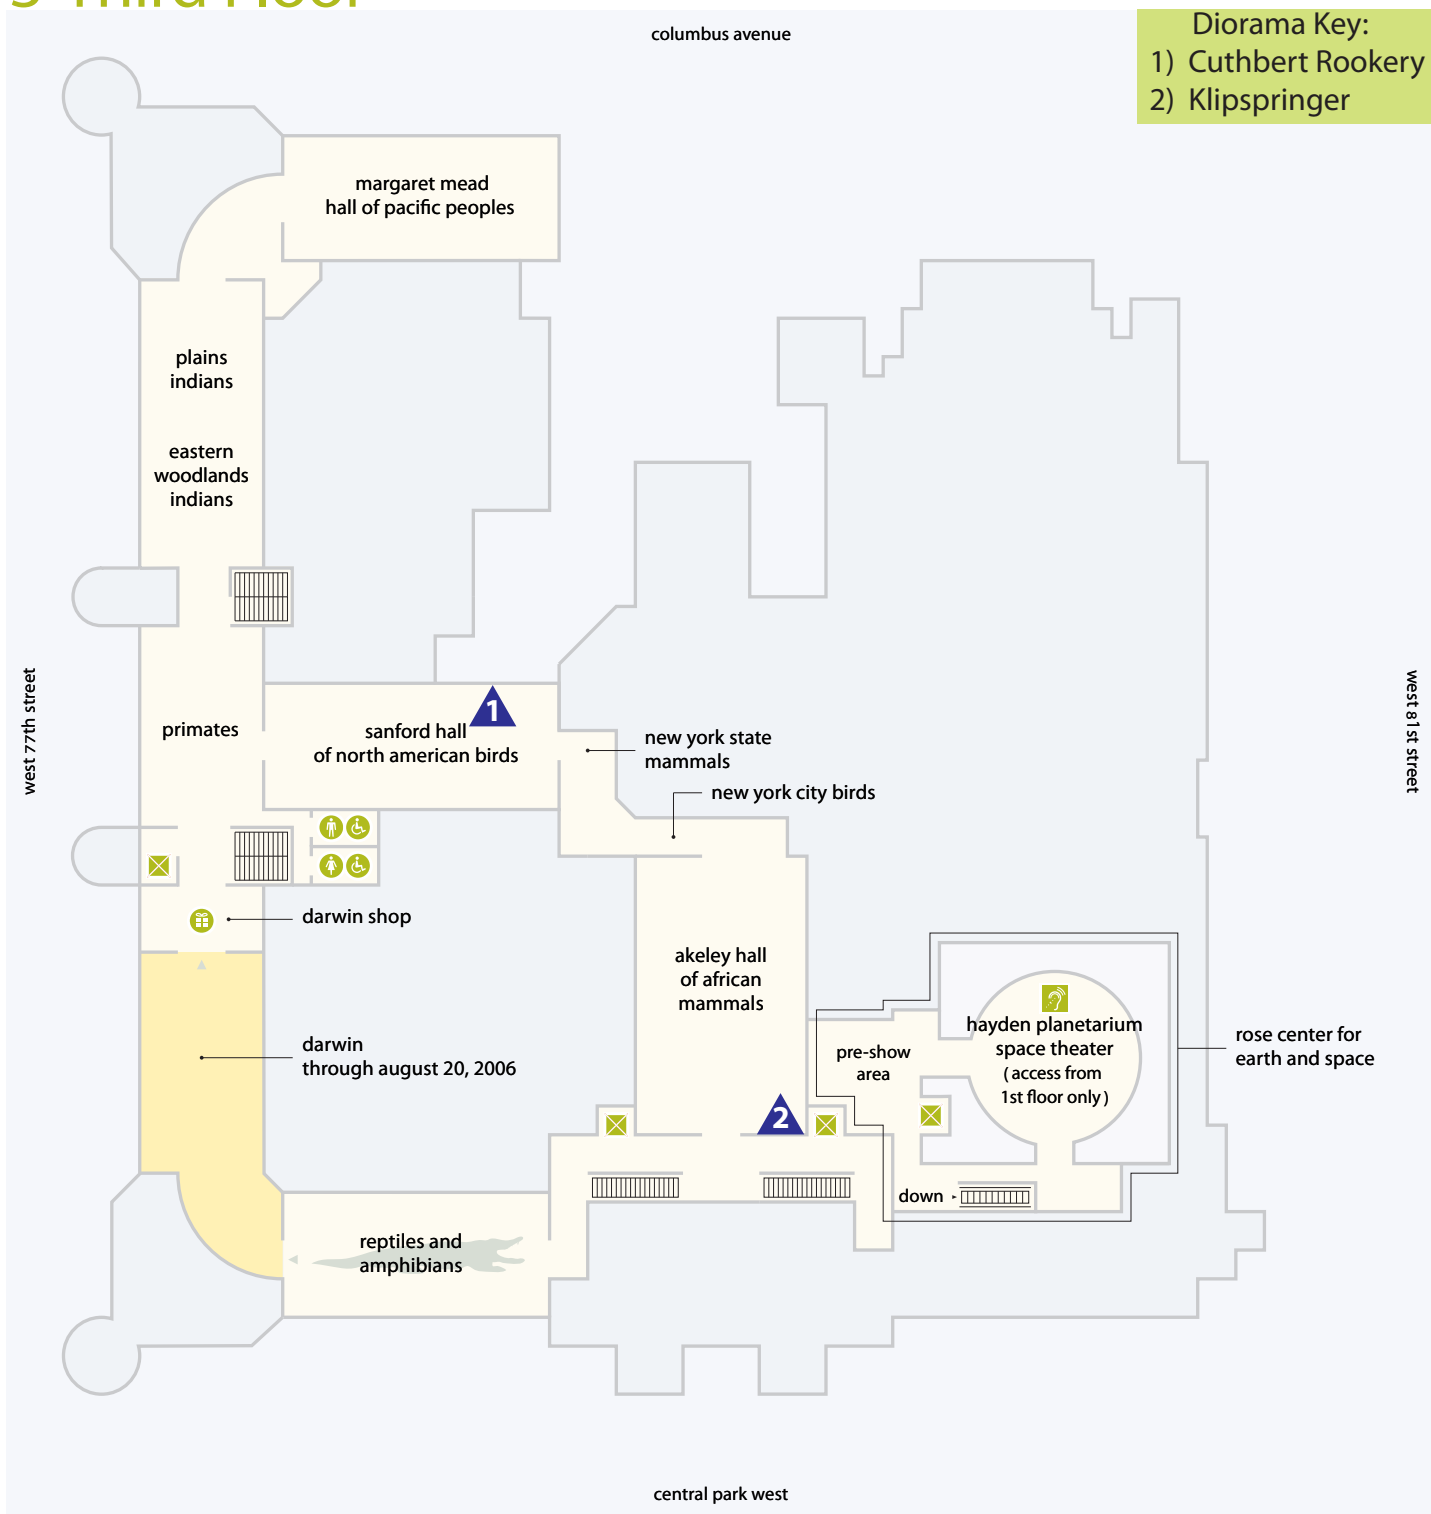 3 Third Floor
columbus avenue
Diorama Key:
1) Cuthbert Rookery
2) Klipspringer
margaret mead
hall of pacific peoples
plains
indians
eastern
woodlands
indians
west 77th street
west 81st street
primates
1
sanford hall
of north american birds
new york state
mammals
new york city birds
darwin shop
akeley hall
of african
mammals
darwin
through august 20, 2006
pre-show
area
hayden planetarium
space theater
( access from
1st floor only )
rose center for
earth and space
2
down
reptiles and
amphibians
central park west